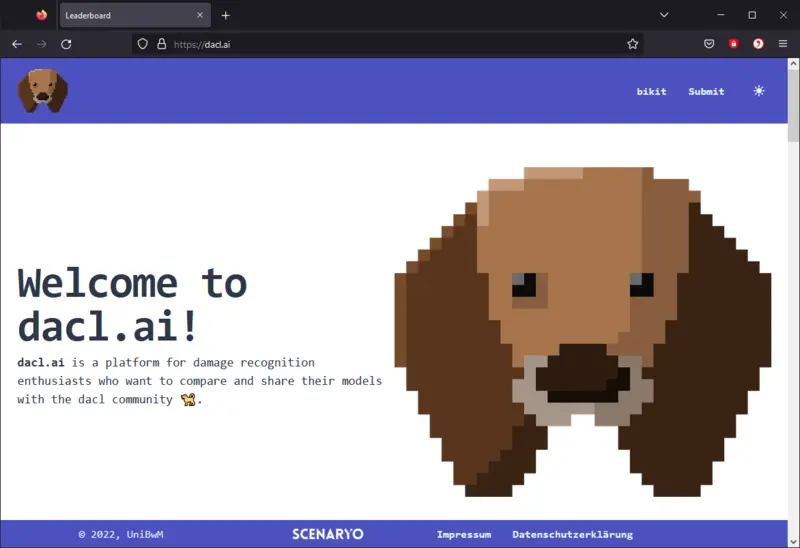 Leaderboard
https://dacl.ai
bikit Submit
Welcome to
dacl.ai!
dacl.ai is a platform for damage recognition
enthusiasts who want to compare and share their models
with the dacl community 🐕.
© 2022, UniBwM SCENARYO Impressum Datenschutzerklärung